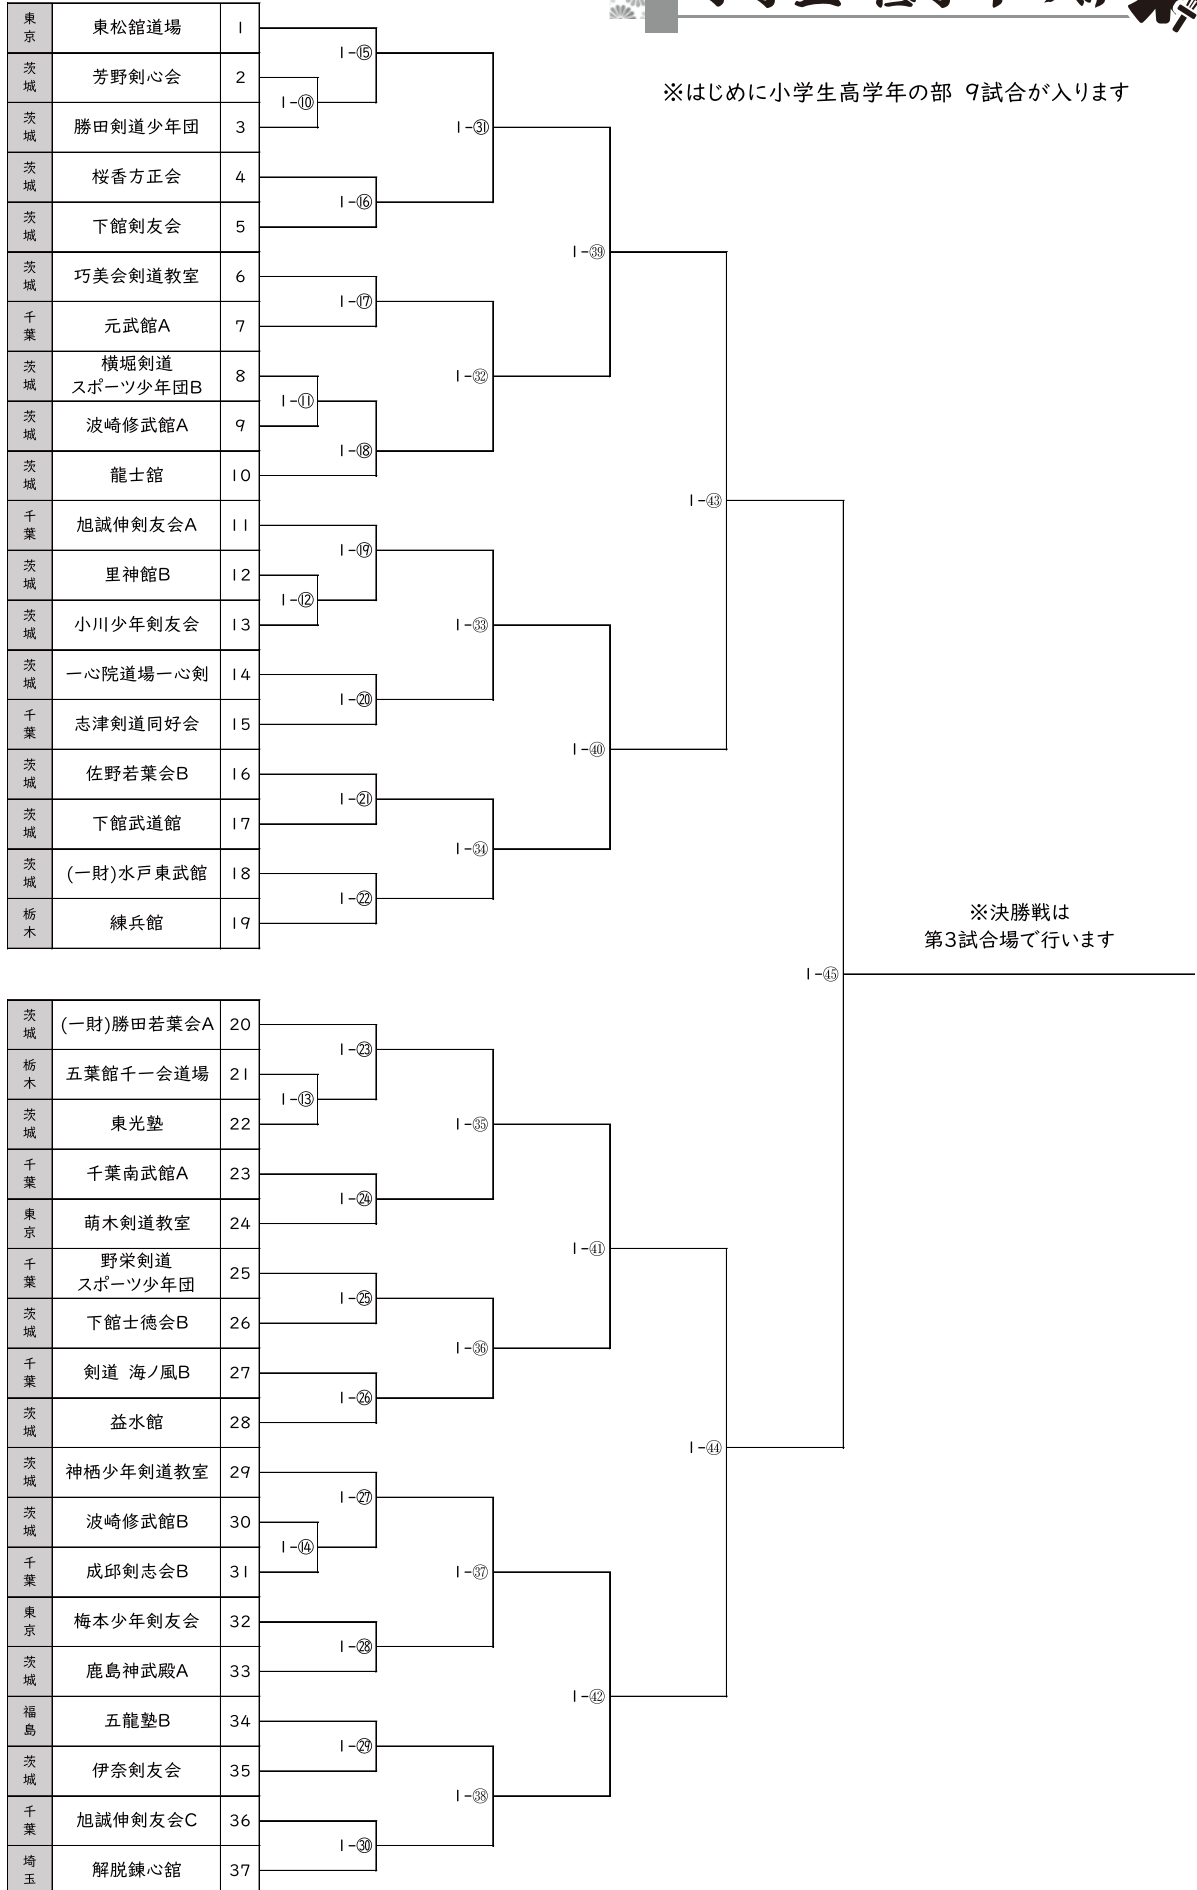 ※はじめに小学生高学年の部 9試合が入ります
東京 東松舘道場 1
茨城 芳野剣心会 2
茨城 勝田剣道少年団 3
茨城 桜香方正会 4
茨城 下館剣友会 5
茨城 巧美会剣道教室 6
千葉 元武館A 7
茨城 横堀剣道
スポーツ少年団B 8
茨城 波崎修武館A 9
茨城 龍士舘 10
千葉 旭誠伸剣友会A 11
茨城 里神館B 12
茨城 小川少年剣友会 13
茨城 一心院道場一心剣 14
千葉 志津剣道同好会 15
茨城 佐野若葉会B 16
茨城 下館武道館 17
茨城 (一財)水戸東武館 18
栃木 練兵館 19
茨城 (一財)勝田若葉会A 20
栃木 五葉館千一会道場 21
茨城 東光塾 22
千葉 千葉南武館A 23
東京 萌木剣道教室 24
千葉 野栄剣道
スポーツ少年団 25
茨城 下館士徳会B 26
千葉 剣道 海ノ風B 27
茨城 益水館 28
茨城 神栖少年剣道教室 29
茨城 波崎修武館B 30
千葉 成邱剣志会B 31
東京 梅本少年剣友会 32
茨城 鹿島神武殿A 33
福島 五龍塾B 34
茨城 伊奈剣友会 35
千葉 旭誠伸剣友会C 36
埼玉 解脱錬心舘 37
1-⑩
1-⑪
1-⑫
1-⑬
1-⑭
1-⑮
1-⑯
1-⑰
1-⑱
1-⑲
1-⑳
1-㉑
1-㉒
1-㉓
1-㉔
1-㉕
1-㉖
1-㉗
1-㉘
1-㉙
1-㉚
1-㉛
1-㉜
1-㉝
1-㉞
1-㉟
1-㊱
1-㊲
1-㊳
1-㊴
1-㊵
1-㊶
1-㊷
1-㊸
1-㊹
1-㊺
※決勝戦は
第3試合場で行います